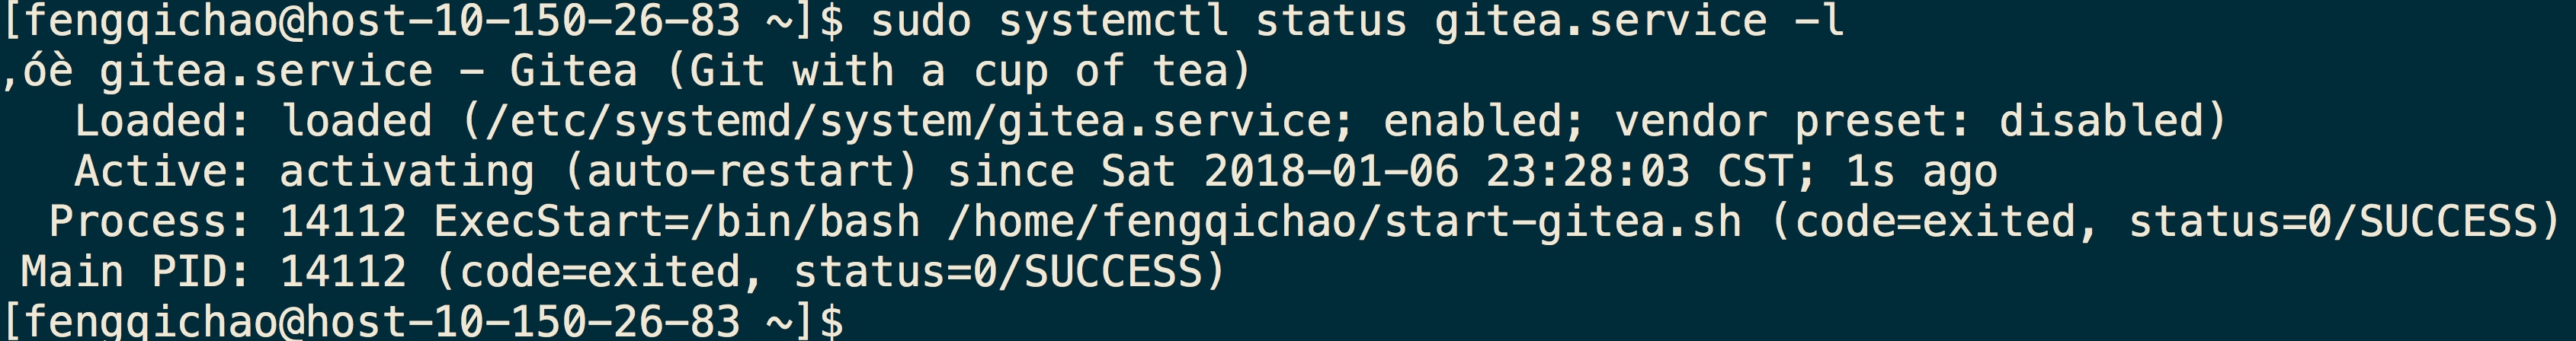 [fengqichao@host-10-150-26-83 ~]$ sudo systemctl status gitea.service -l
,óè gitea.service - Gitea (Git with a cup of tea)
   Loaded: loaded (/etc/systemd/system/gitea.service; enabled; vendor preset: disabled)
   Active: activating (auto-restart) since Sat 2018-01-06 23:28:03 CST; 1s ago
  Process: 14112 ExecStart=/bin/bash /home/fengqichao/start-gitea.sh (code=exited, status=0/SUCCESS)
 Main PID: 14112 (code=exited, status=0/SUCCESS)
[fengqichao@host-10-150-26-83 ~]$